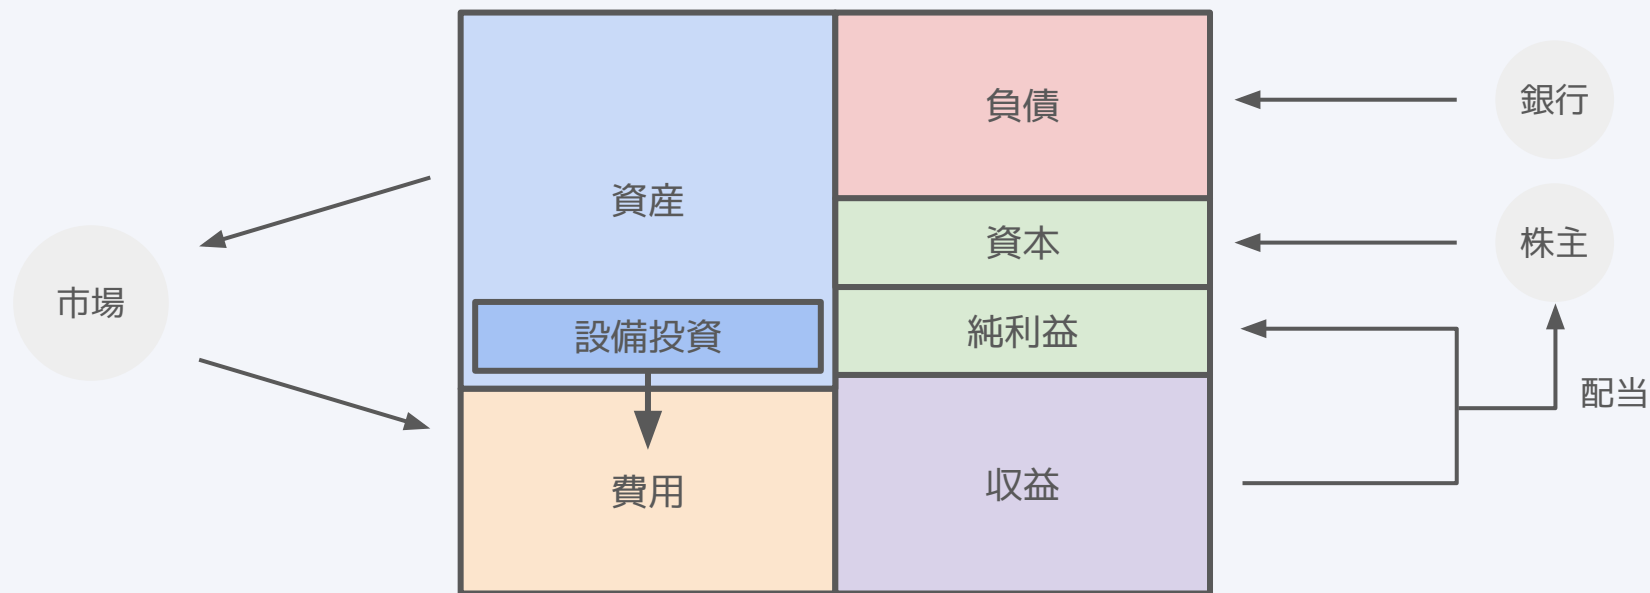 負債
銀行
資産
資本
株主
市場
設備投資
純利益
配当
費用
収益